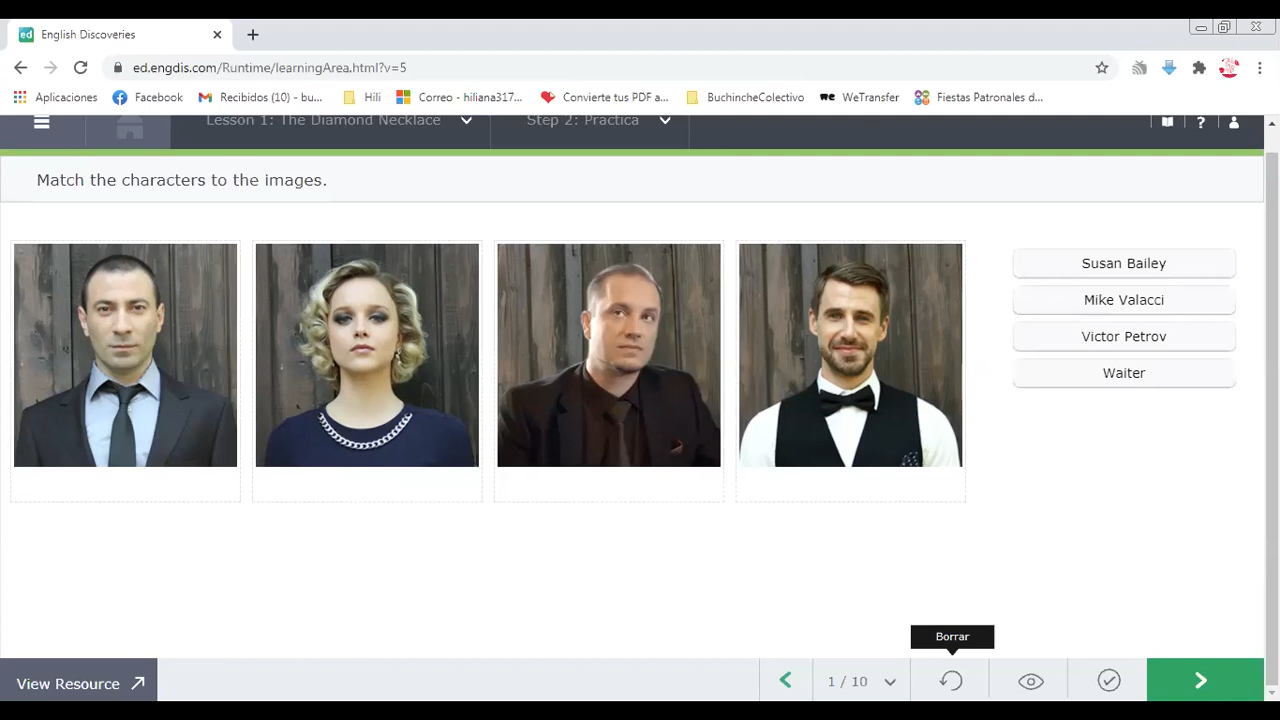 English Discoveries
ed.engdis.com/Runtime/learningArea.html?v=5
Aplicaciones Facebook Recibidos (10) - bu... Hili Correo - hiliana317... Convierte tus PDF a... BuchincheColectivo WeTransfer Fiestas Patronales d...
Lesson 1: The Diamond Necklace Step 2: Practica
Match the characters to the images.
Susan Bailey
Mike Valacci
Victor Petrov
Waiter
Borrar
View Resource 1 / 10